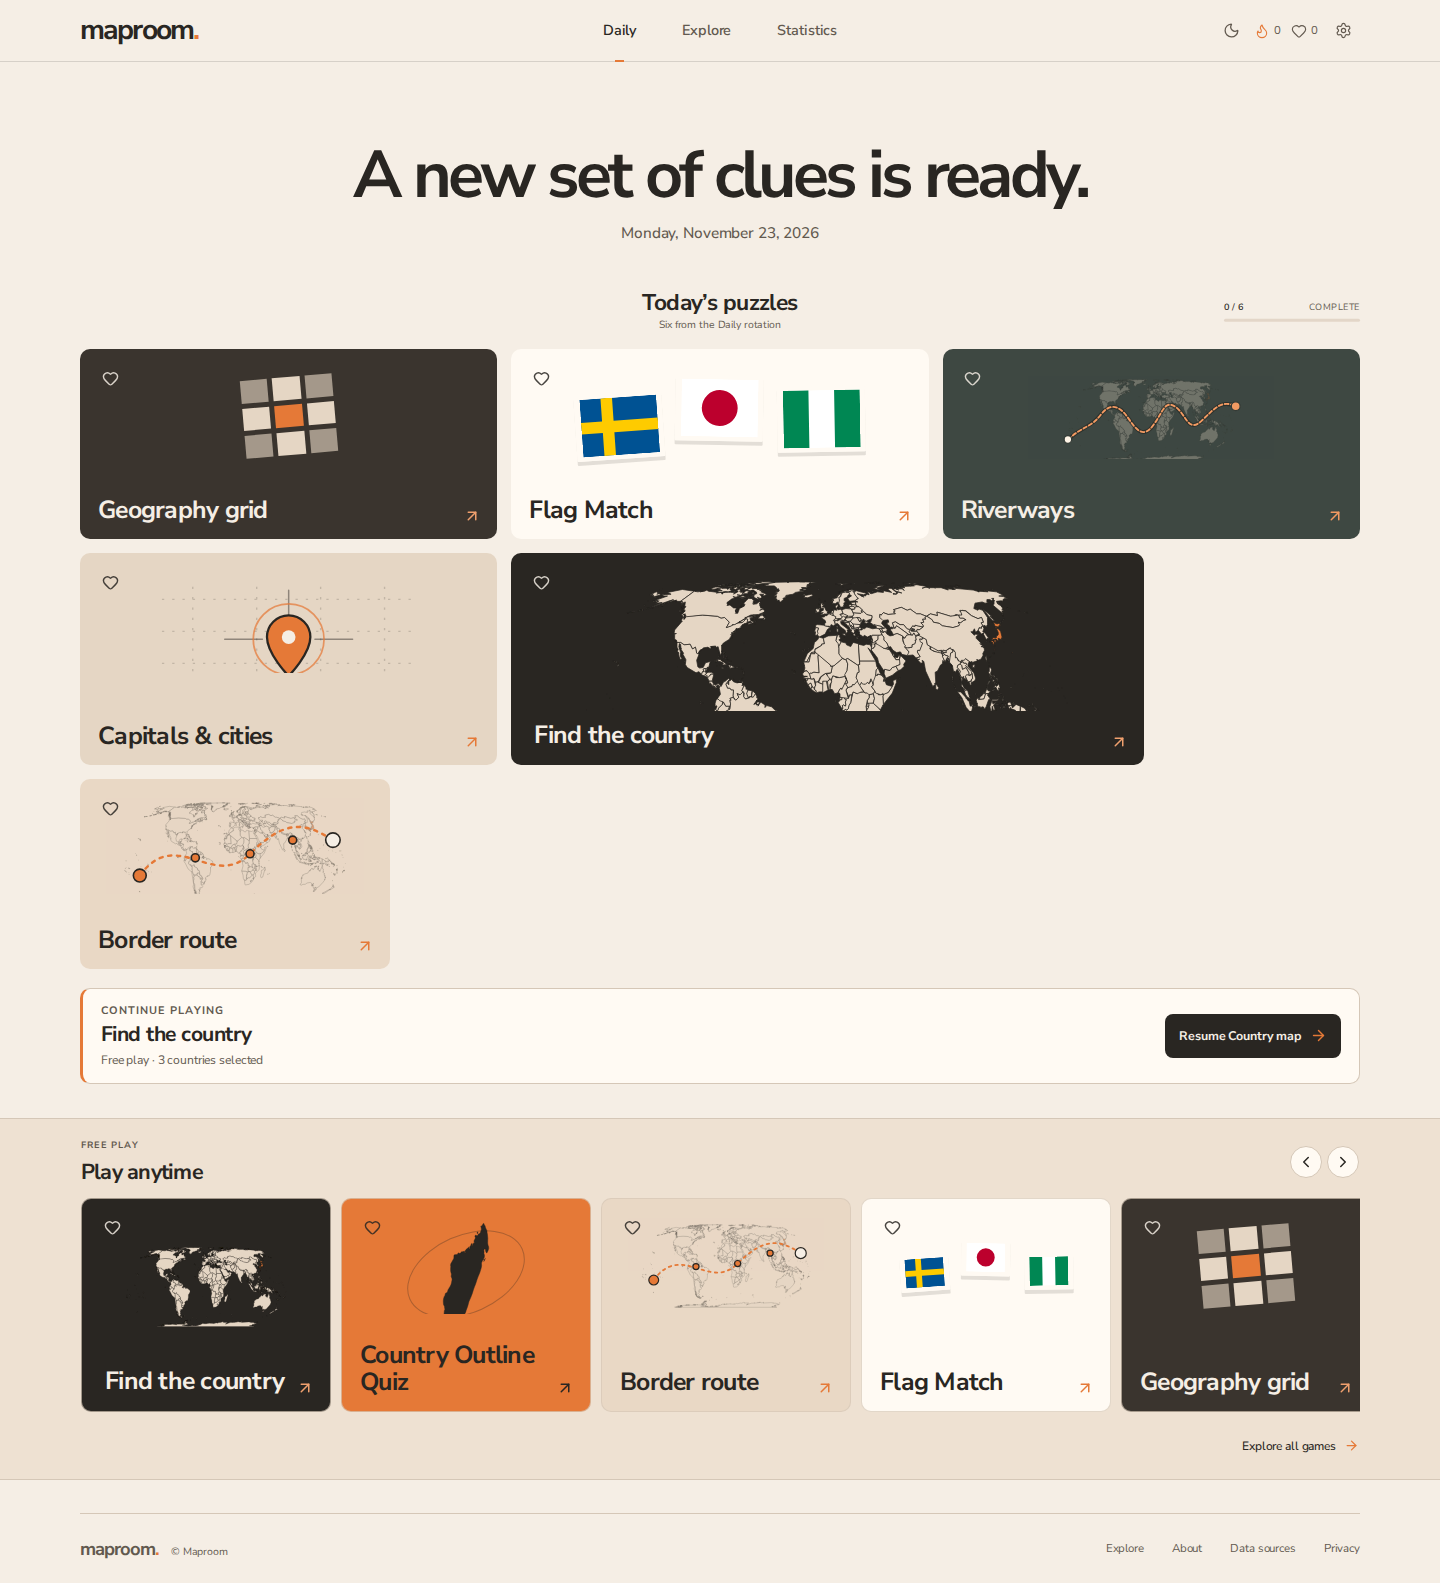 maproom.
Daily
Explore
Statistics
0
0
A new set of clues is ready.
Monday, November 23, 2026
Today’s puzzles
Six from the Daily rotation
0 / 6
COMPLETE
Geography grid
Flag Match
Riverways
Capitals & cities
Find the country
Border route
CONTINUE PLAYING
Find the country
Free play · 3 countries selected
Resume Country map
FREE PLAY
Play anytime
Find the country
Country Outline
Quiz
Border route
Flag Match
Geography grid
Explore all games
maproom.
© Maproom
Explore
About
Data sources
Privacy